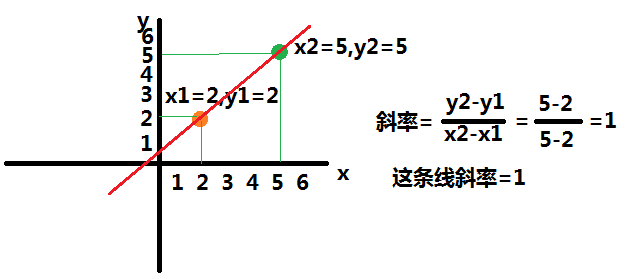 y
6
5
4
3
2
1
x2=5,y2=5
x1=2,y1=2
1 2 3 4 5 6
x
斜率= y2-y1 / x2-x1 = 5-2 / 5-2 =1
这条线斜率=1